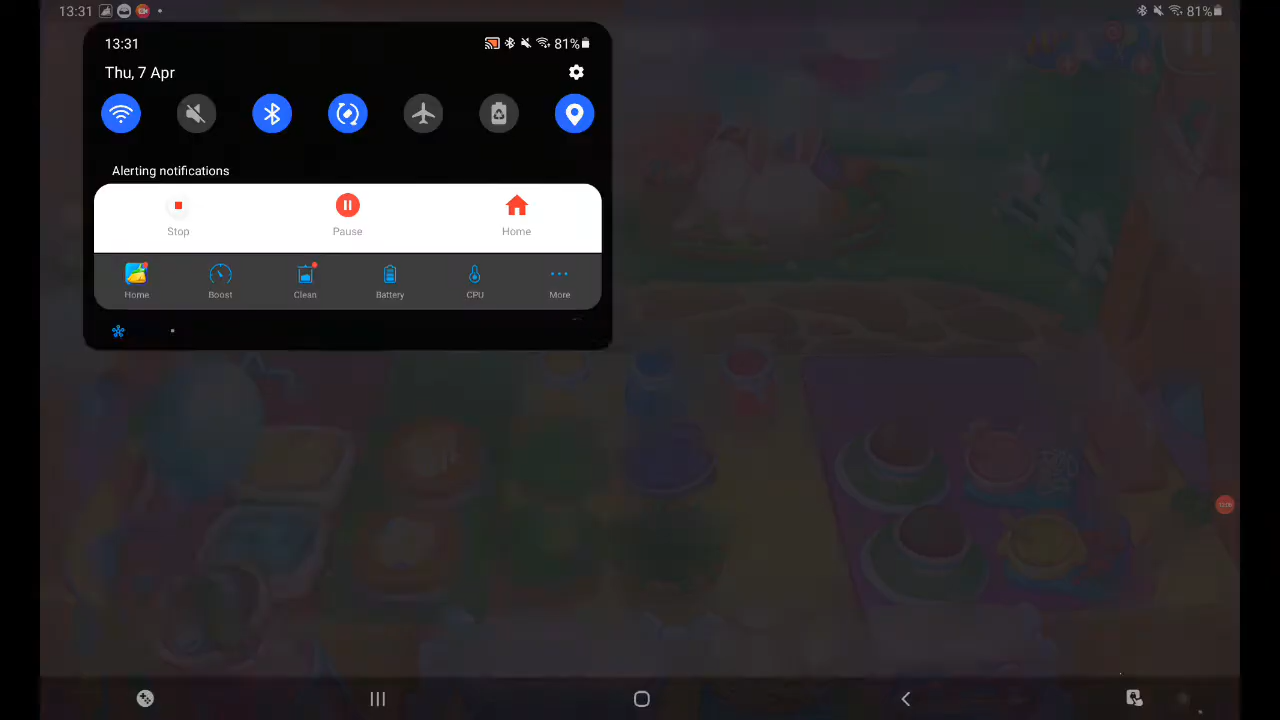 13:31
81%
13:31
81%
Thu, 7 Apr
Alerting notifications
Stop
Pause
Home
Home
Boost
Clean
Battery
CPU
More